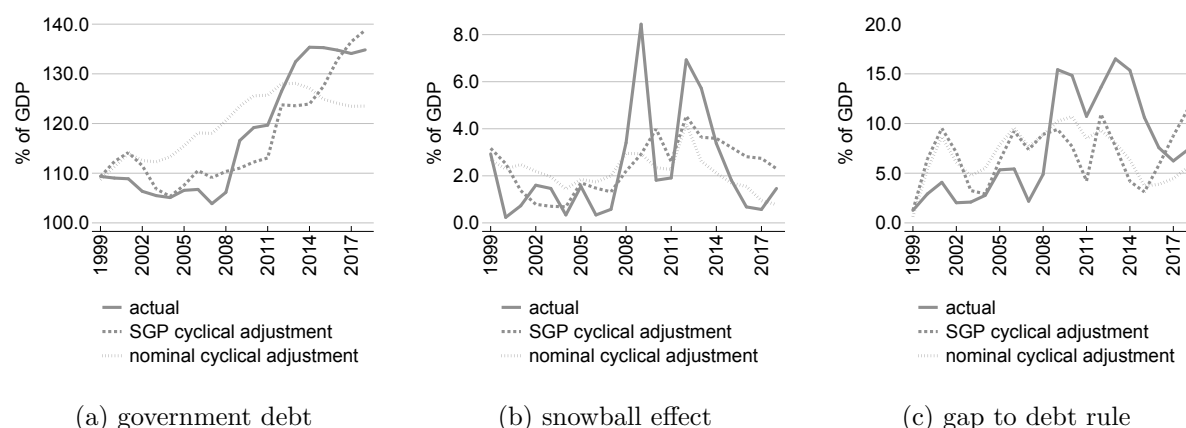 % of GDP
140.0
130.0
120.0
110.0
100.0
1999
2002
2005
2008
2011
2014
2017
actual
SGP cyclical adjustment
nominal cyclical adjustment
(a) government debt
% of GDP
8.0
6.0
4.0
2.0
0.0
1999
2002
2005
2008
2011
2014
2017
actual
SGP cyclical adjustment
nominal cyclical adjustment
(b) snowball effect
% of GDP
20.0
15.0
10.0
5.0
0.0
1999
2002
2005
2008
2011
2014
2017
actual
SGP cyclical adjustment
nominal cyclical adjustment
(c) gap to debt rule